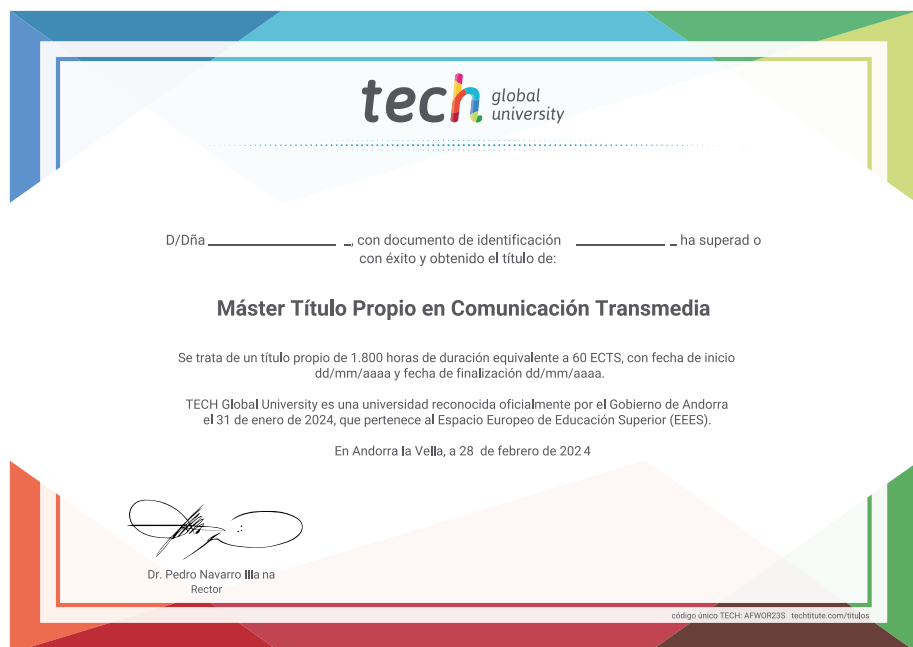 tech global university
D/Dña ______________ _, con documento de identificación __________ _ ha superad o
con éxito y obtenido el título de:
Máster Título Propio en Comunicación Transmedia
Se trata de un título propio de 1.800 horas de duración equivalente a 60 ECTS, con fecha de inicio
dd/mm/aaaa y fecha de finalización dd/mm/aaaa.
TECH Global University es una universidad reconocida oficialmente por el Gobierno de Andorra
el 31 de enero de 2024, que pertenece al Espacio Europeo de Educación Superior (EEES).
En Andorra la Vella, a 28 de febrero de 2024
Dr. Pedro Navarro Illa na
Rector
código único TECH: AFWOR23S techtitute.com/titulos